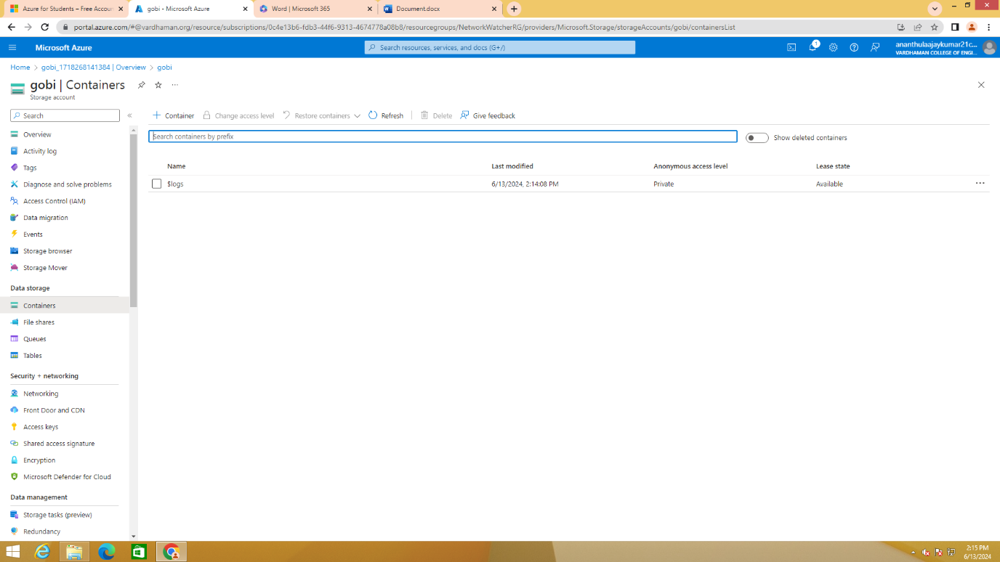 Azure for Students – Free Accou
gobi - Microsoft Azure
Word | Microsoft 365
Document.docx
portal.azure.com/#@vardhaman.org/resource/subscriptions/0c4e13b6-fdb3-44f6-9313-4674778a08b8/resourcegroups/NetworkWatcherRG/providers/Microsoft.Storage/storageAccounts/gobi/containersList
Microsoft Azure
Search resources, services, and docs (G+/)
1
ananthulaajaykumar21c...
VARDHAMAN COLLEGE OF ENGI...
Home > gobi_1718268141384 | Overview > gobi
gobi | Containers
Storage account
Search
Container
Change access level
Restore containers
Refresh
Delete
Give feedback
Search containers by prefix
Show deleted containers
Name
Last modified
Anonymous access level
Lease state
$logs
6/13/2024, 2:14:08 PM
Private
Available
Overview
Activity log
Tags
Diagnose and solve problems
Access Control (IAM)
Data migration
Events
Storage browser
Storage Mover
Data storage
Containers
File shares
Queues
Tables
Security + networking
Networking
Front Door and CDN
Access keys
Shared access signature
Encryption
Microsoft Defender for Cloud
Data management
Storage tasks (preview)
Redundancy
2:15 PM
6/13/2024